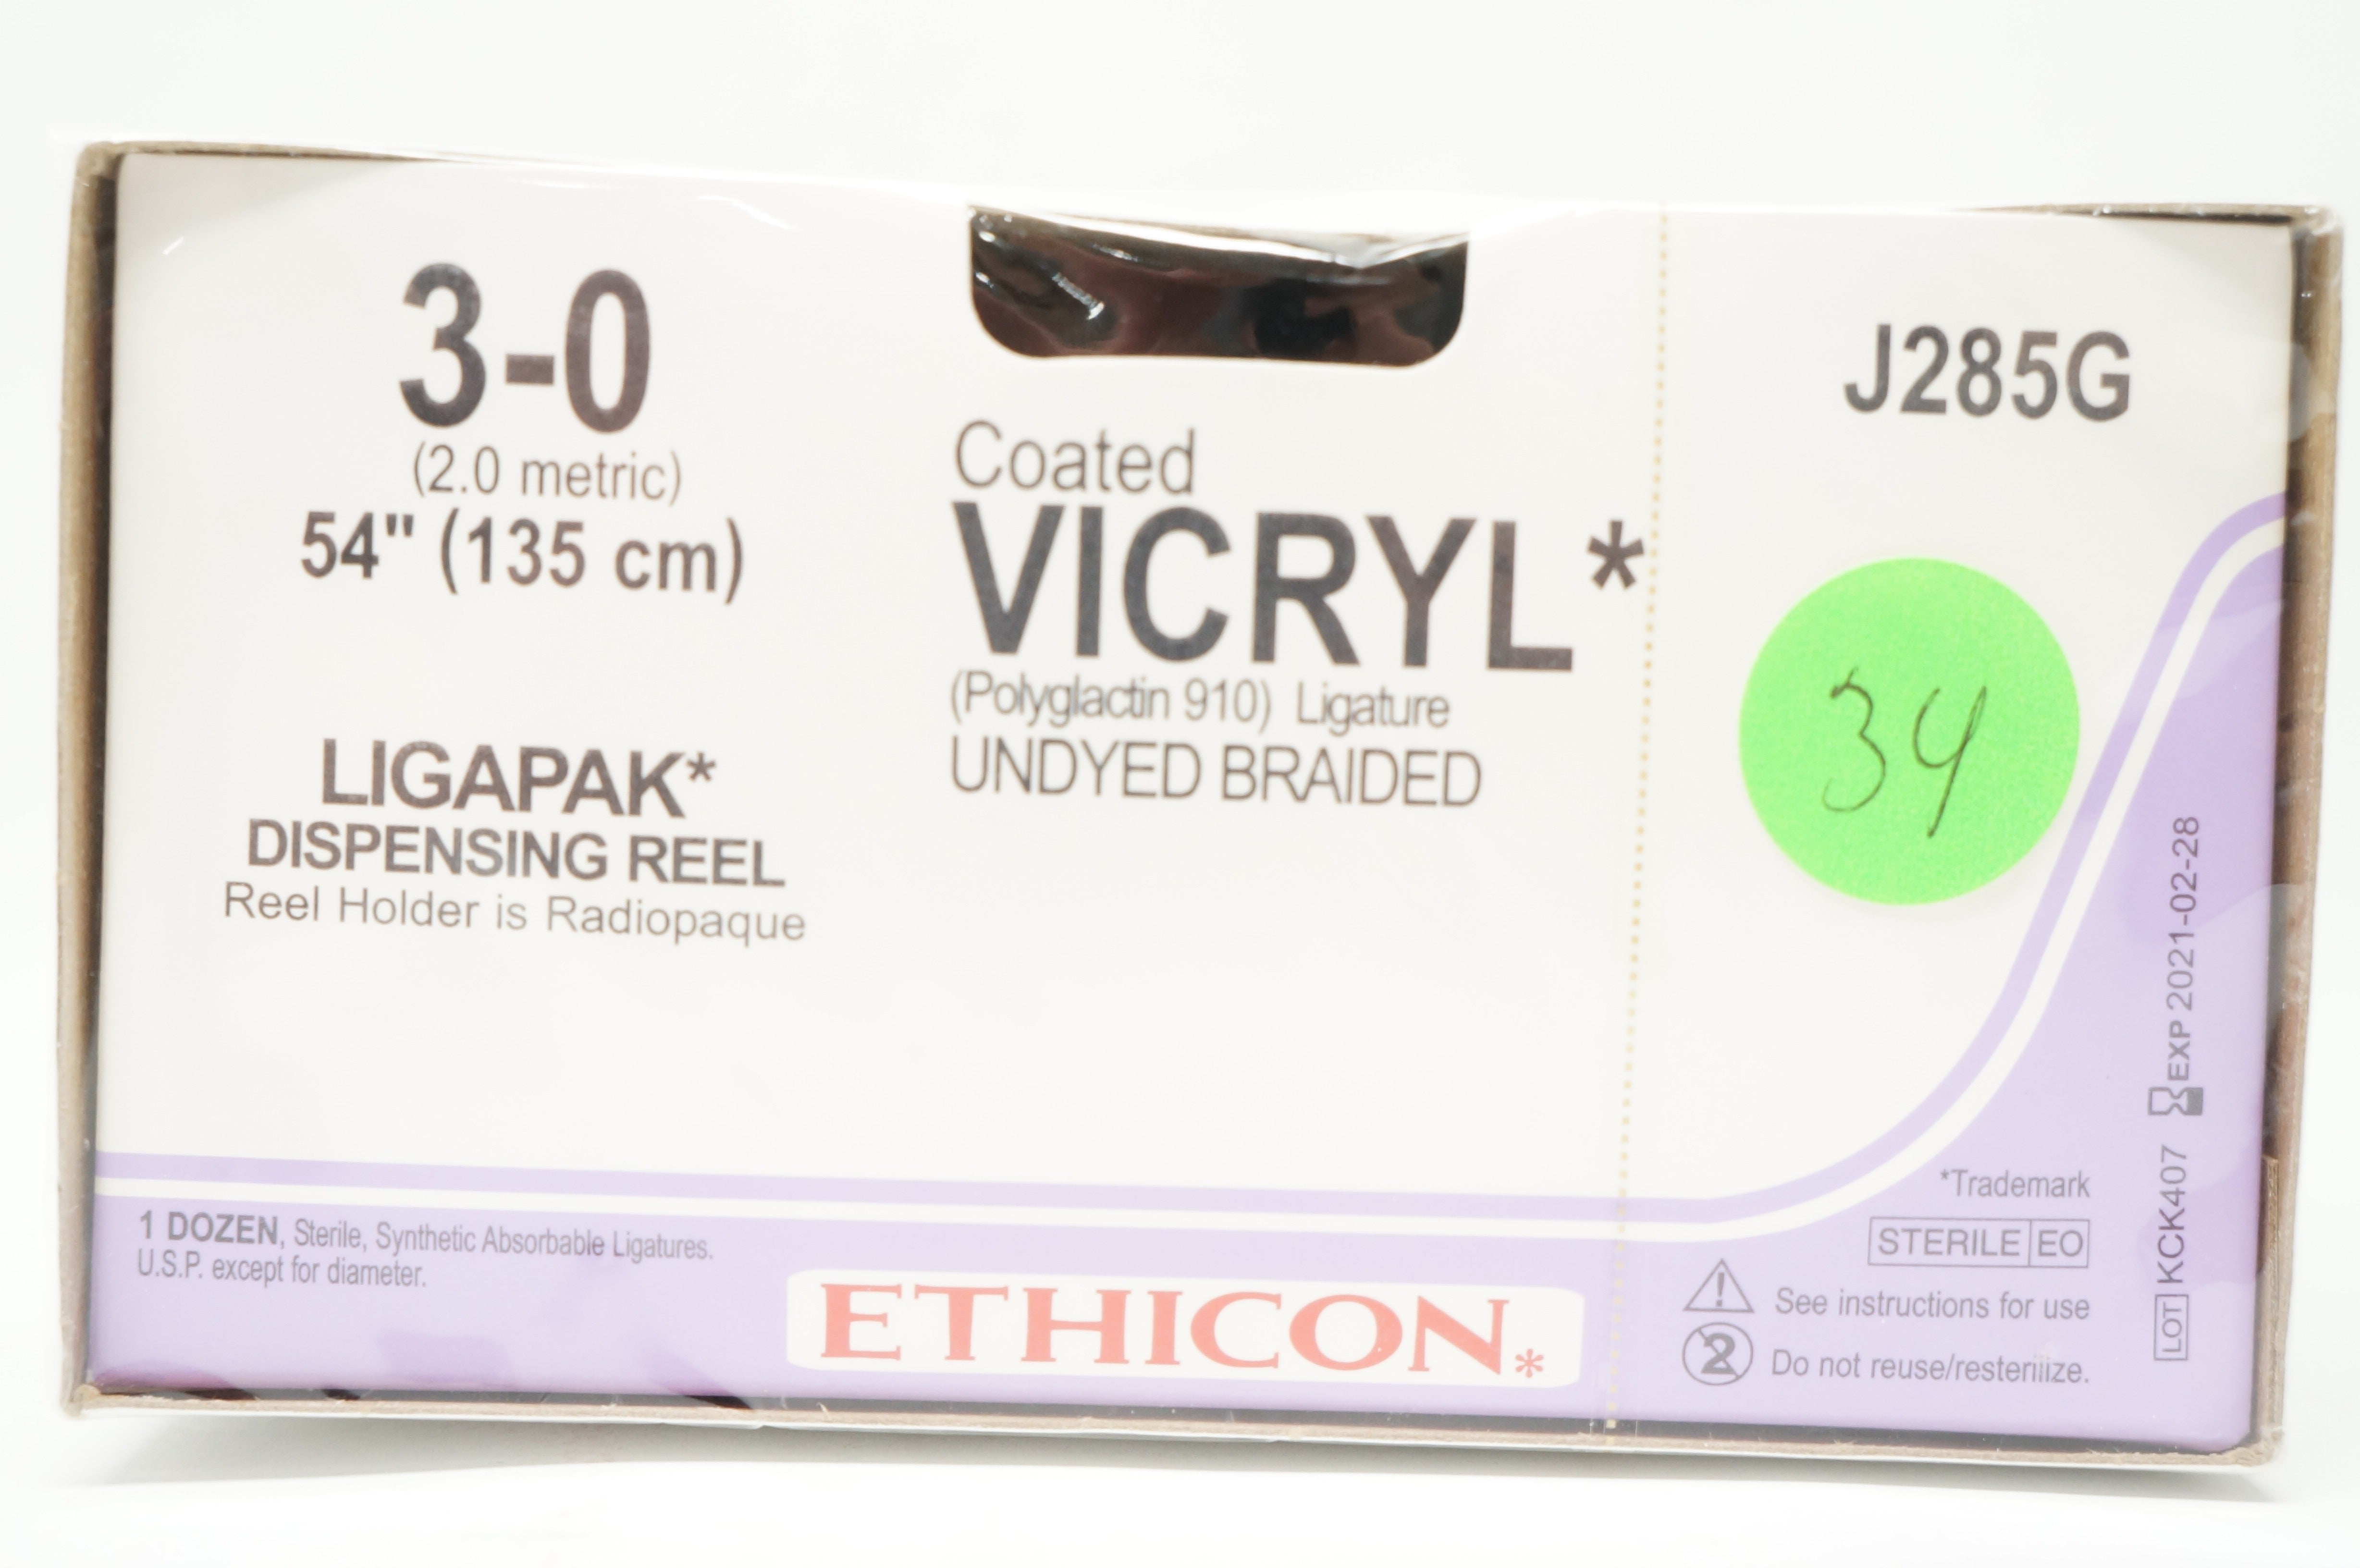 3-0
(2.0 metric)
54" (135 cm)
LIGAPAK*
DISPENSING REEL
Reel Holder is Radiopaque
Coated
VICRYL*
(Polyglactin 910) Ligature
UNDYED BRAIDED
J285G
34
1 DOZEN, Sterile, Synthetic Absorbable Ligatures.
U.S.P. except for diameter.
ETHICON*
*Trademark
STERILE EO
See instructions for use
2 Do not reuse/resterilize.
LOT KCK407 EXP 2021-02-28